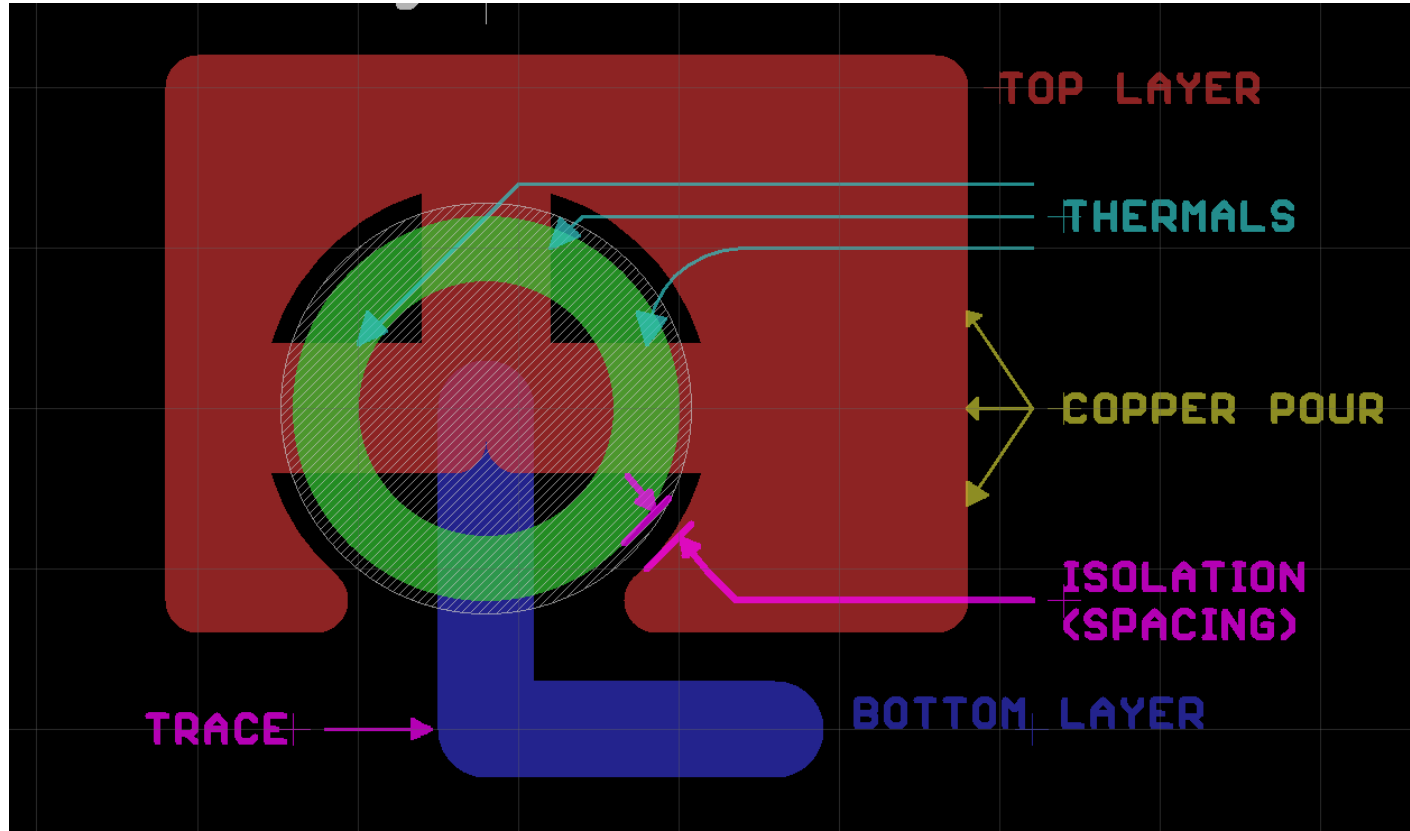 TOP LAYER
THERMALS
COPPER POUR
ISOLATION
(SPACING)
BOTTOM LAYER
TRACE